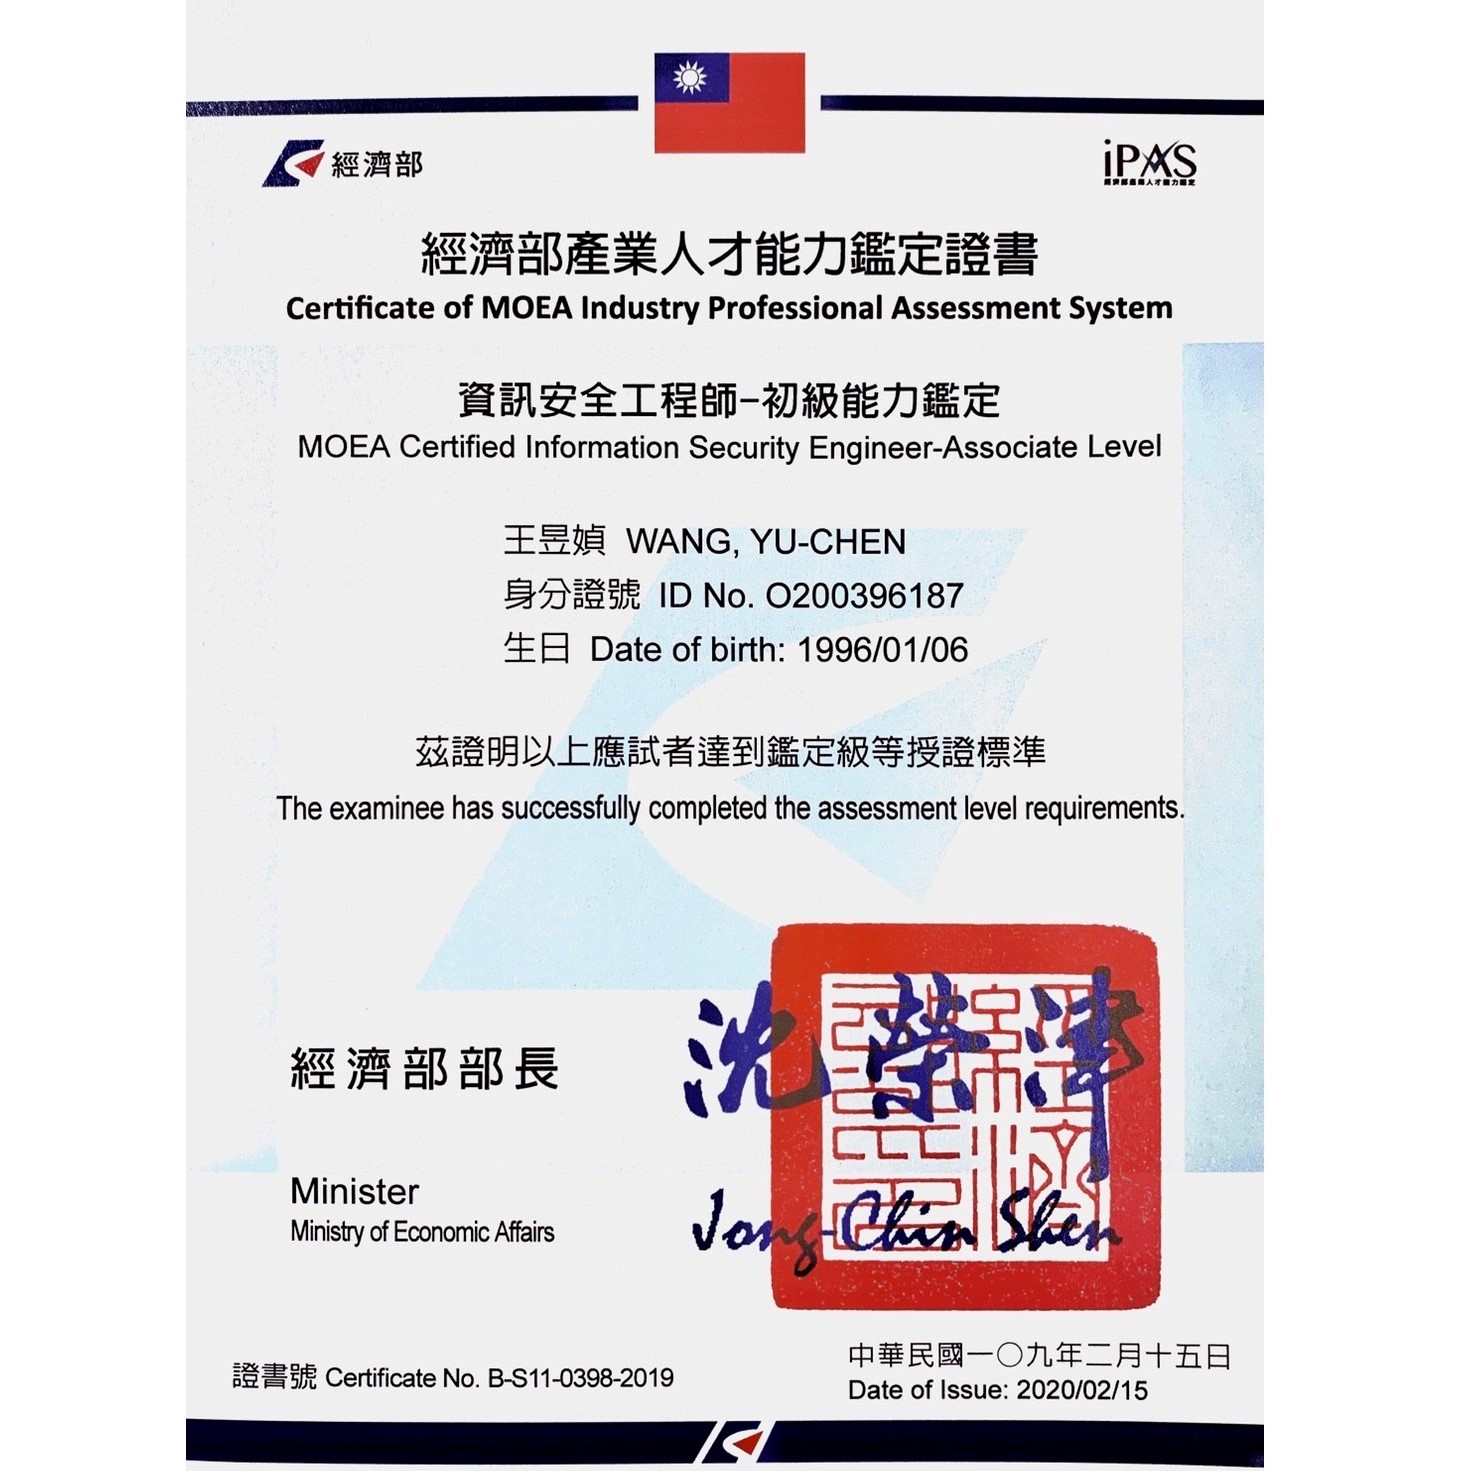 經濟部
iPAS
經濟部產業人才能力鑑定
經濟部產業人才能力鑑定證書
Certificate of MOEA Industry Professional Assessment System
資訊安全工程師-初級能力鑑定
MOEA Certified Information Security Engineer-Associate Level
王昱媜 WANG, YU-CHEN
身分證號 ID No. O200396187
生日 Date of birth: 1996/01/06
茲證明以上應試者達到鑑定級等授證標準
The examinee has successfully completed the assessment level requirements.
經濟部部長
沈榮津
Minister
Ministry of Economic Affairs
Jong-Chin Shen
證書號 Certificate No. B-S11-0398-2019
中華民國一〇九年二月十五日
Date of Issue: 2020/02/15